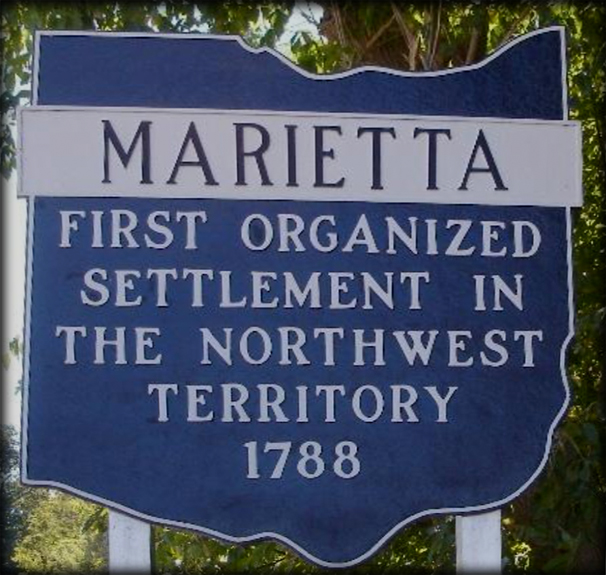 MARIETTA
FIRST ORGANIZED
SETTLEMENT IN
THE NORTHWEST
TERRITORY
1788